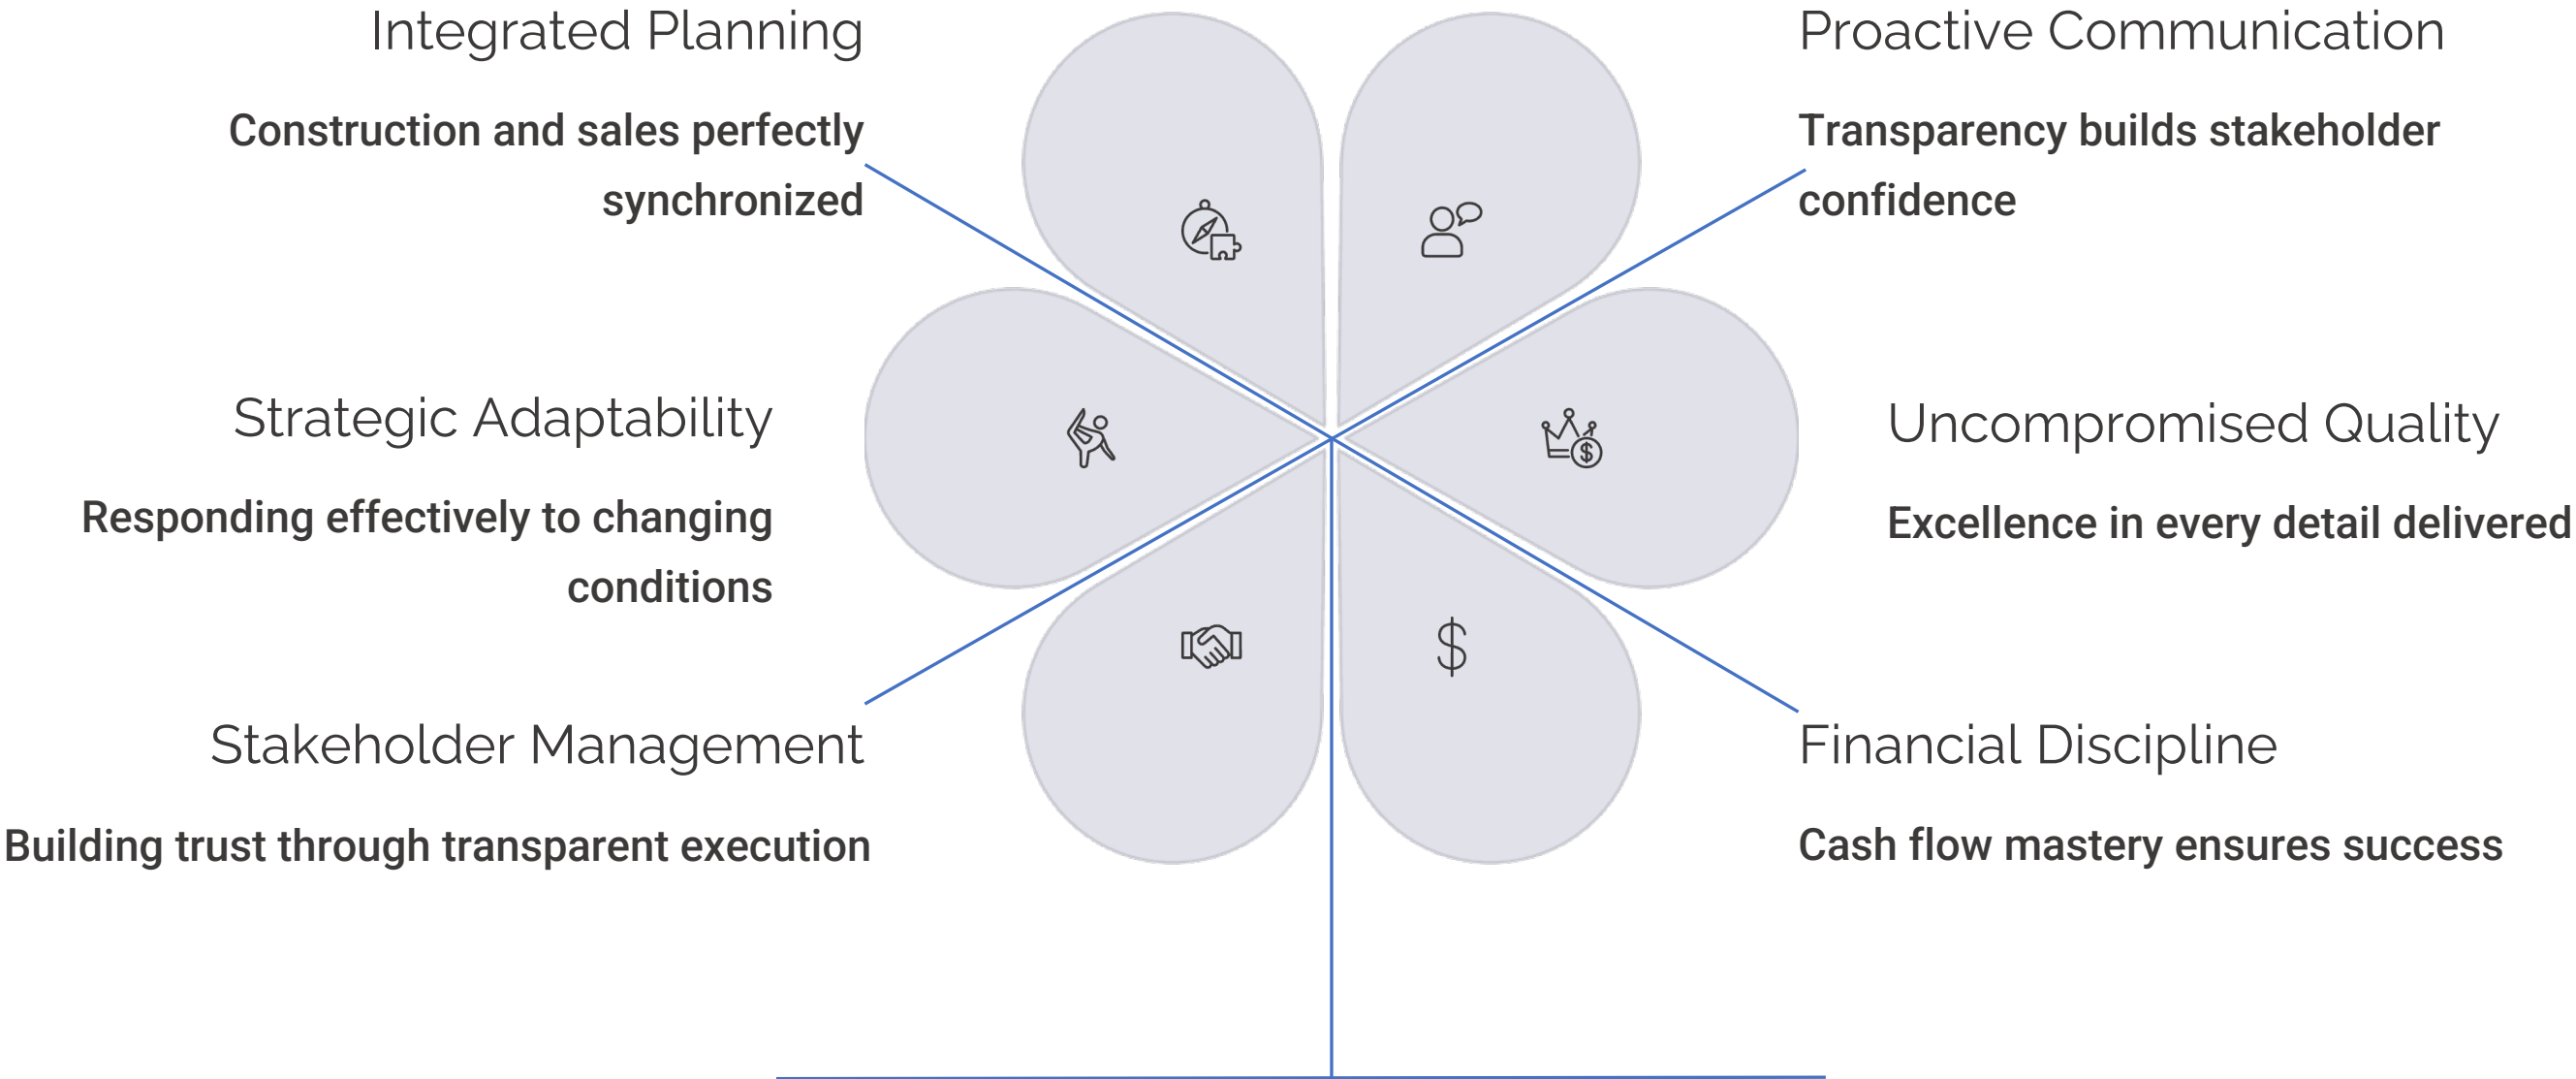 Integrated Planning
Construction and sales perfectly
synchronized
Proactive Communication
Transparency builds stakeholder
confidence
Strategic Adaptability
Responding effectively to changing
conditions
Uncompromised Quality
Excellence in every detail delivered
Stakeholder Management
Building trust through transparent execution
Financial Discipline
Cash flow mastery ensures success